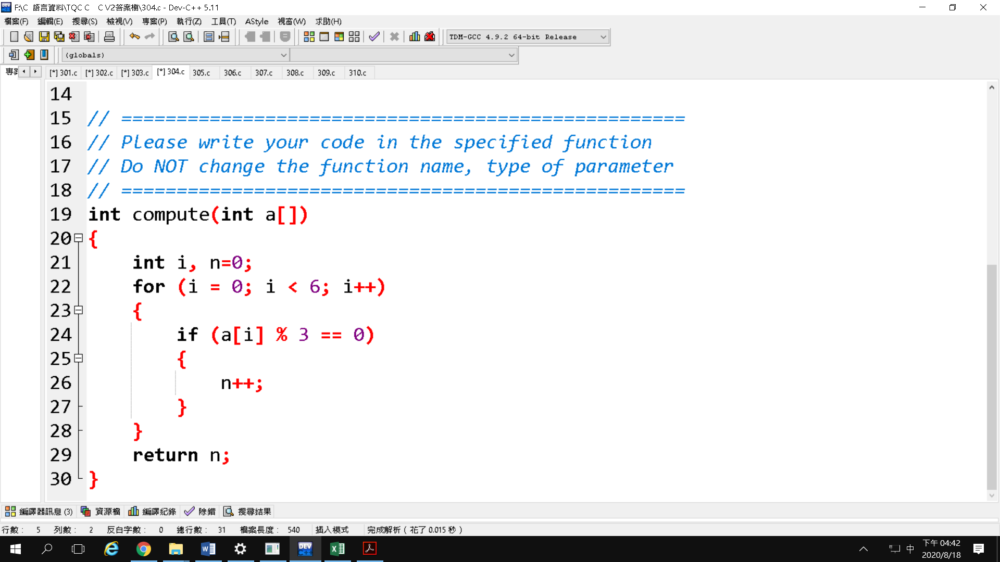 F:\C 語言資料\TQC C    C V2答案檔\304.c - Dev-C++ 5.11
檔案(F) 編輯(E) 搜尋(S) 檢視(V) 專案(P) 執行(Z) 工具(T) AStyle 視窗(W) 求助(H)
TDM-GCC 4.9.2 64-bit Release
(globals)
[*] 301.c [*] 302.c [*] 303.c [*] 304.c 305.c 306.c 307.c 308.c 309.c 310.c
14
15 // ===================================================
16 // Please write your code in the specified function
17 // Do NOT change the function name, type of parameter
18 // ===================================================
19 int compute(int a[])
20 {
21     int i, n=0;
22     for (i = 0; i < 6; i++)
23     {
24         if (a[i] % 3 == 0)
25         {
26             n++;
27         }
28     }
29     return n;
30 }
編譯器訊息 (3) 資源檔 編譯紀錄 除錯 搜尋結果
行數: 5 列數: 2 反白字數: 0 總行數: 31 檔案長度: 540 插入模式 完成解析 ( 花了 0.015 秒 )
中
下午 04:42
2020/8/18